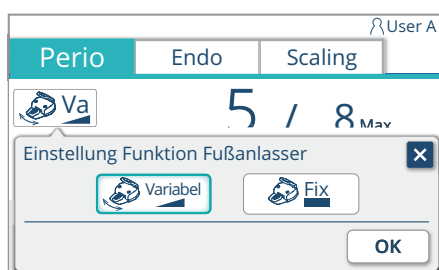 User A
Perio Endo Scaling
Va 5 / 8 Max
Einstellung Funktion Fußanlasser
Variabel Fix
OK